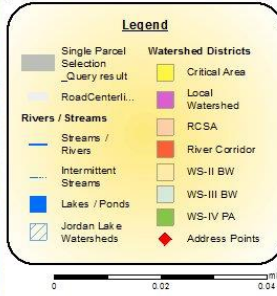 Legend
Single Parcel
Selection
_Query result
RoadCenterli...
Rivers / Streams
Streams /
Rivers
Intermittent
Streams
Lakes / Ponds
Jordan Lake
Watersheds
Watershed Districts
Critical Area
Local
Watershed
RCSA
River Corridor
WS-II BW
WS-III BW
WS-IV PA
Address Points
0 0.02 0.04